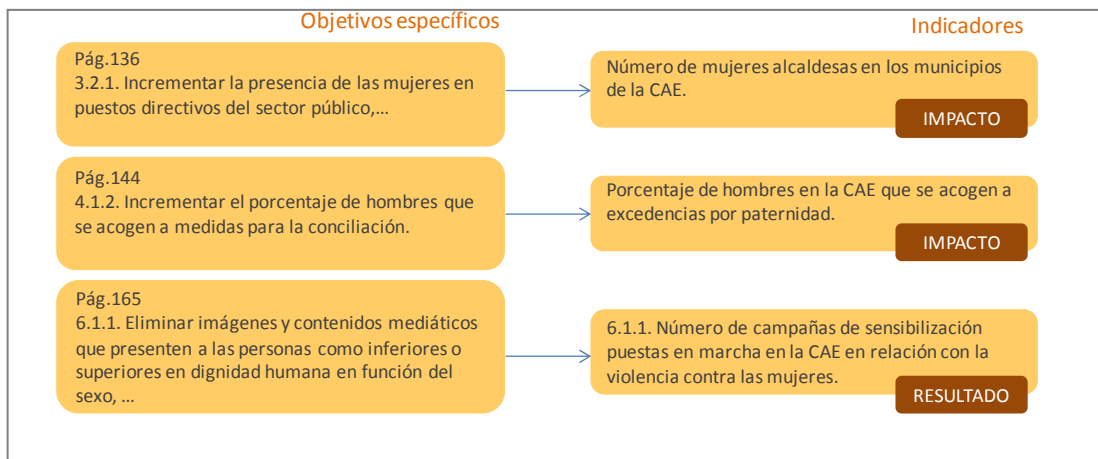 Objetivos específicos
Indicadores
Pág.136
3.2.1. Incrementar la presencia de las mujeres en
puestos directivos del sector público,...
Número de mujeres alcaldesas en los municipios
de la CAE.
IMPACTO
Pág.144
4.1.2. Incrementar el porcentaje de hombres que
se acogen a medidas para la conciliación.
Porcentaje de hombres en la CAE que se acogen a
excedencias por paternidad.
IMPACTO
Pág.165
6.1.1. Eliminar imágenes y contenidos mediáticos
que presenten a las personas como inferiores o
superiores en dignidad humana en función del
sexo, ...
6.1.1. Número de campañas de sensibilización
puestas en marcha en la CAE en relación con la
violencia contra las mujeres.
RESULTADO